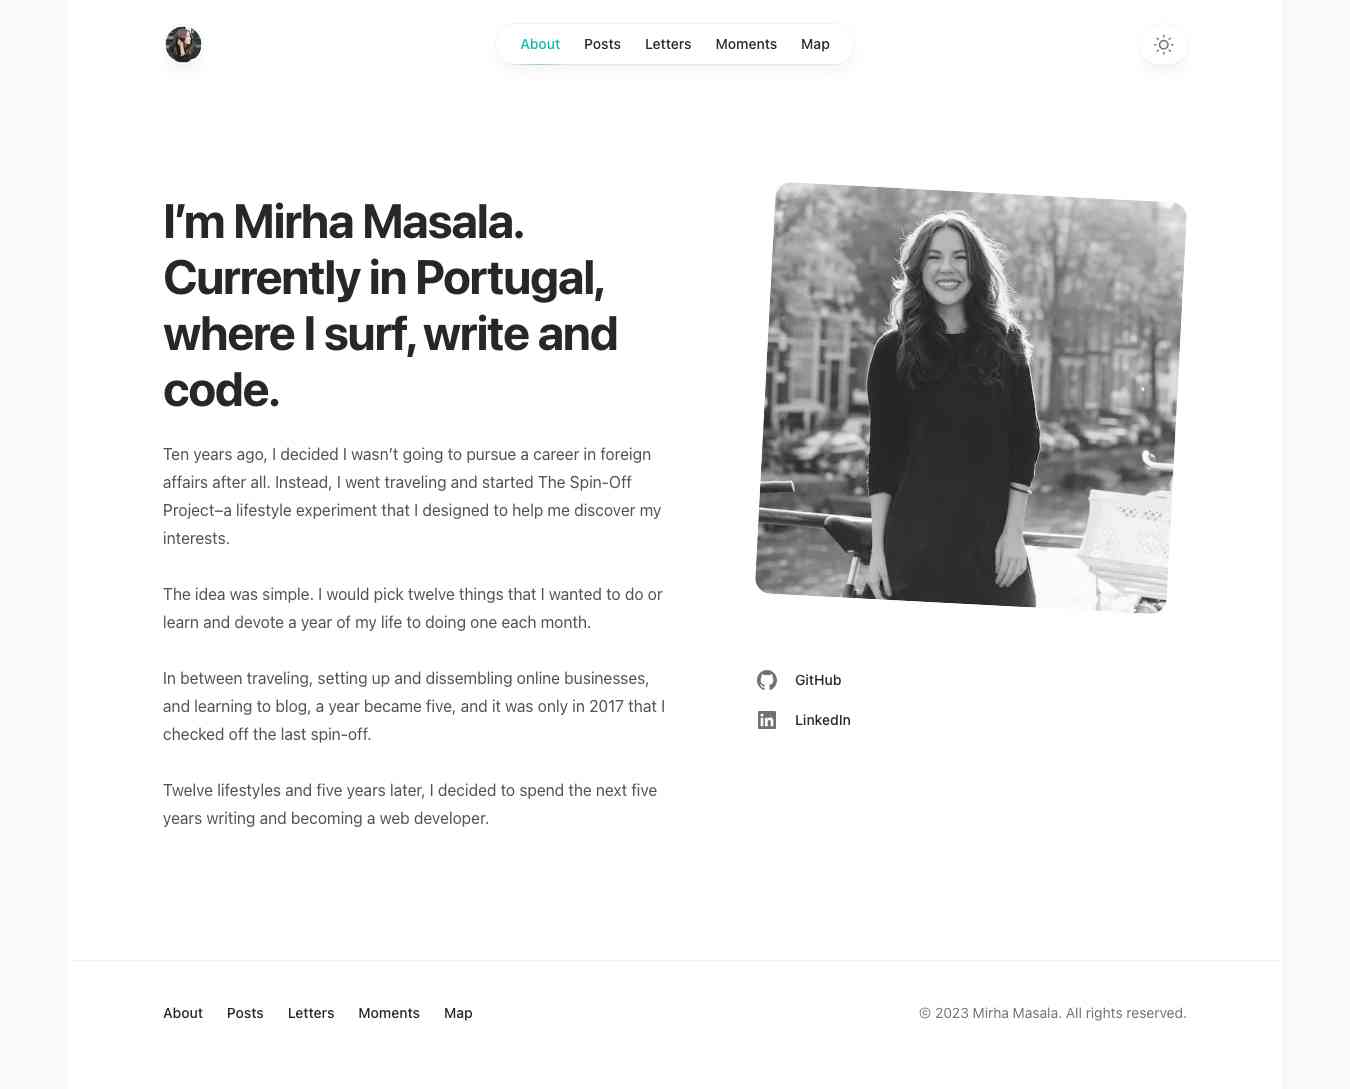 About Posts Letters Moments Map
I’m Mirha Masala.
Currently in Portugal,
where I surf, write and
code.
Ten years ago, I decided I wasn’t going to pursue a career in foreign
affairs after all. Instead, I went traveling and started The Spin-Off
Project–a lifestyle experiment that I designed to help me discover my
interests.
The idea was simple. I would pick twelve things that I wanted to do or
learn and devote a year of my life to doing one each month.
In between traveling, setting up and dissembling online businesses,
and learning to blog, a year became five, and it was only in 2017 that I
checked off the last spin-off.
Twelve lifestyles and five years later, I decided to spend the next five
years writing and becoming a web developer.
GitHub
LinkedIn
About Posts Letters Moments Map
© 2023 Mirha Masala. All rights reserved.